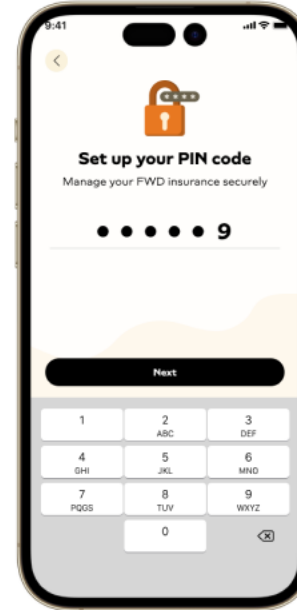 9:41
Set up your PIN code
Manage your FWD insurance securely
● ● ● ● ● 9
Next
1 2 3
ABC DEF
4 5 6
GHI JKL MNO
7 8 9
PQGS TUV WXYZ
0